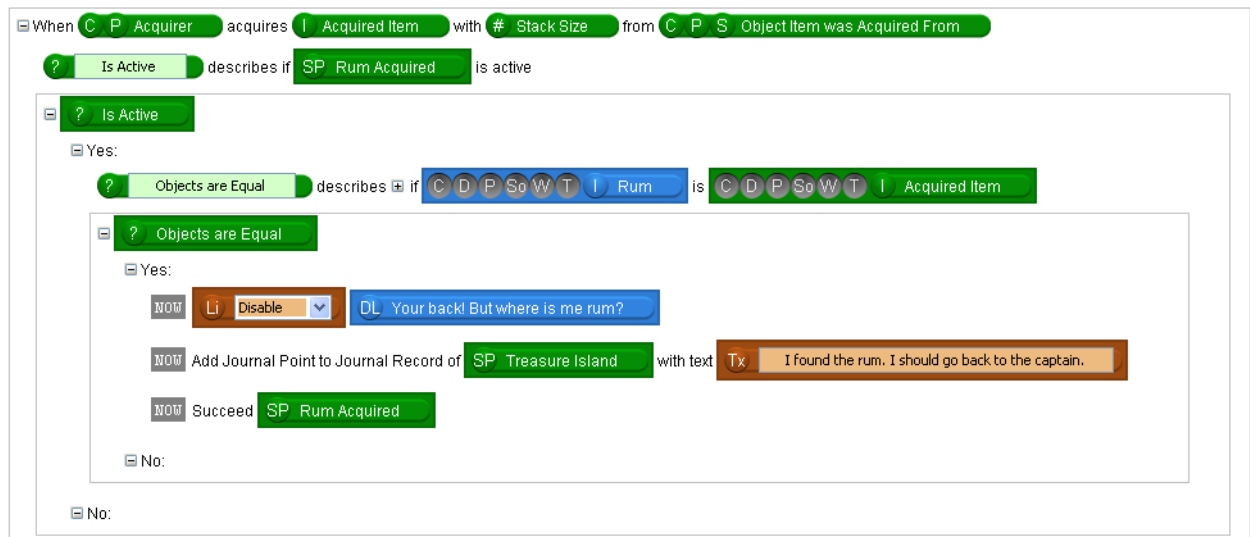 When C P Acquirer acquires I Acquired Item with # Stack Size from C P S Object Item was Acquired From
? Is Active describes if SP Rum Acquired is active
? Is Active
Yes:
? Objects are Equal describes if C D P So W T I Rum is C D P So W T I Acquired Item
? Objects are Equal
Yes:
NOW Li Disable DL Your back! But where is me rum?
NOW Add Journal Point to Journal Record of SP Treasure Island with text Tx I found the rum. I should go back to the captain.
NOW Succeed SP Rum Acquired
No:
No: